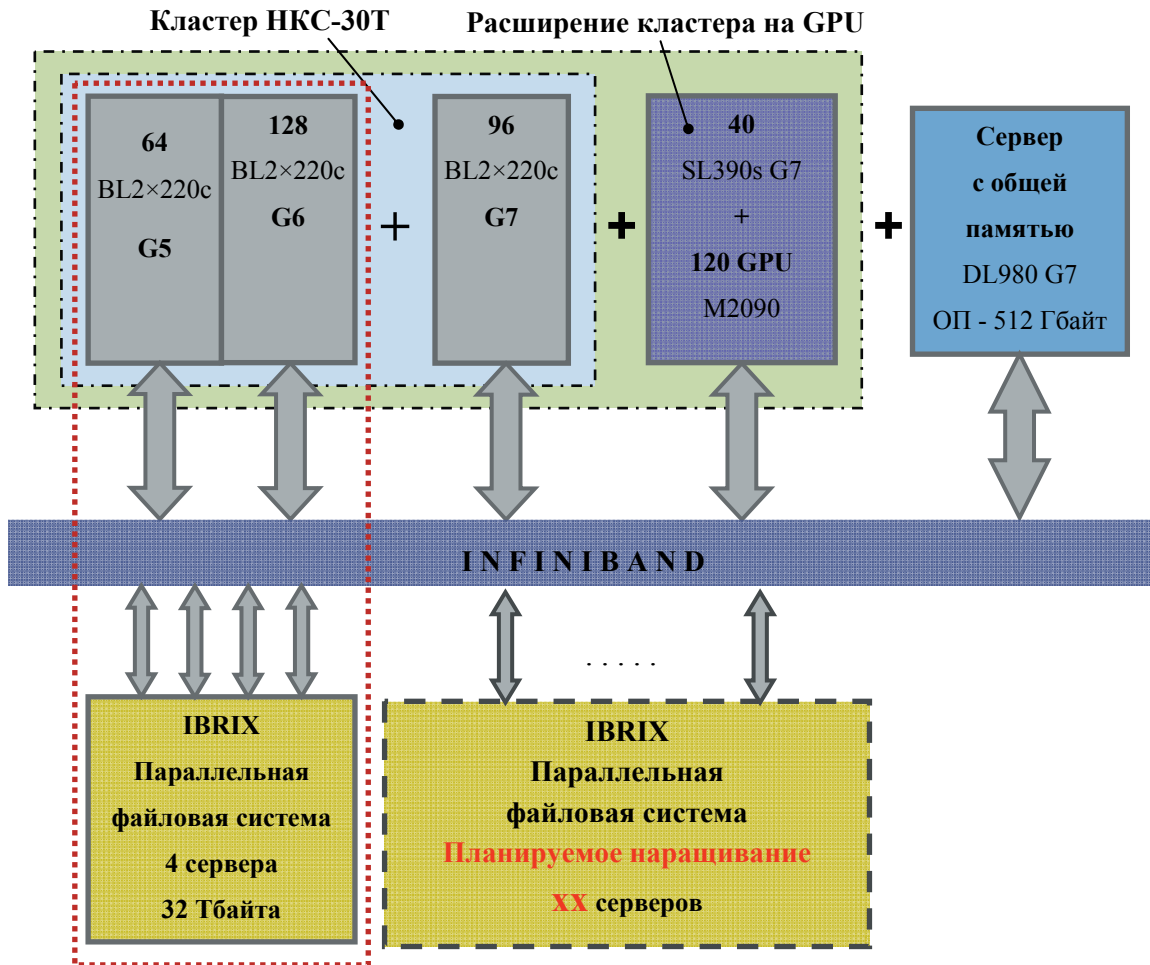 Кластер НКС-30Т
Расширение кластера на GPU
64
BL2×220c
G5
128
BL2×220c
G6
+
96
BL2×220c
G7
+
40
SL390s G7
+
120 GPU
M2090
+
Сервер
с общей
памятью
DL980 G7
ОП - 512 Гбайт
INFINIBAND
. . . . .
IBRIX
Параллельная
файловая система
4 сервера
32 Тбайта
IBRIX
Параллельная
файловая система
Планируемое наращивание
XX серверов